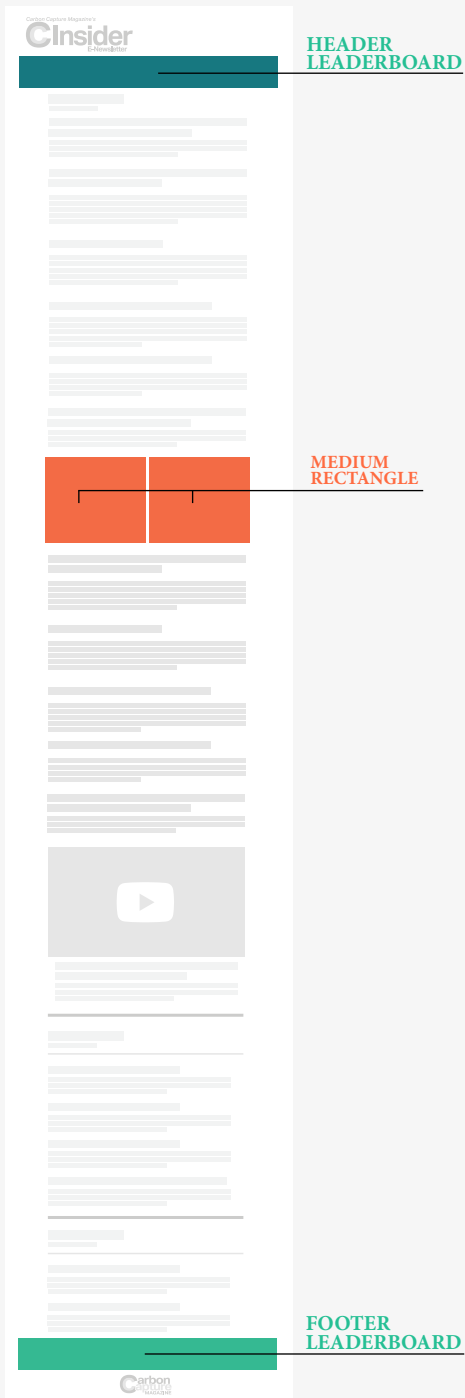 Carbon Capture Magazine's
CInsider
E-Newsletter
HEADER
LEADERBOARD
MEDIUM
RECTANGLE
FOOTER
LEADERBOARD
Carbon
Capture
MAGAZINE